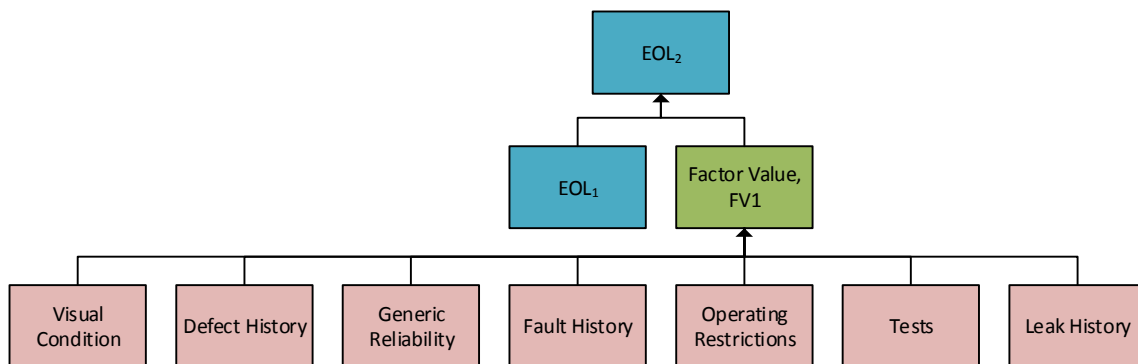 EOL₂
EOL₁
Factor Value,
FV1
Visual
Condition
Defect History
Generic
Reliability
Fault History
Operating
Restrictions
Tests
Leak History